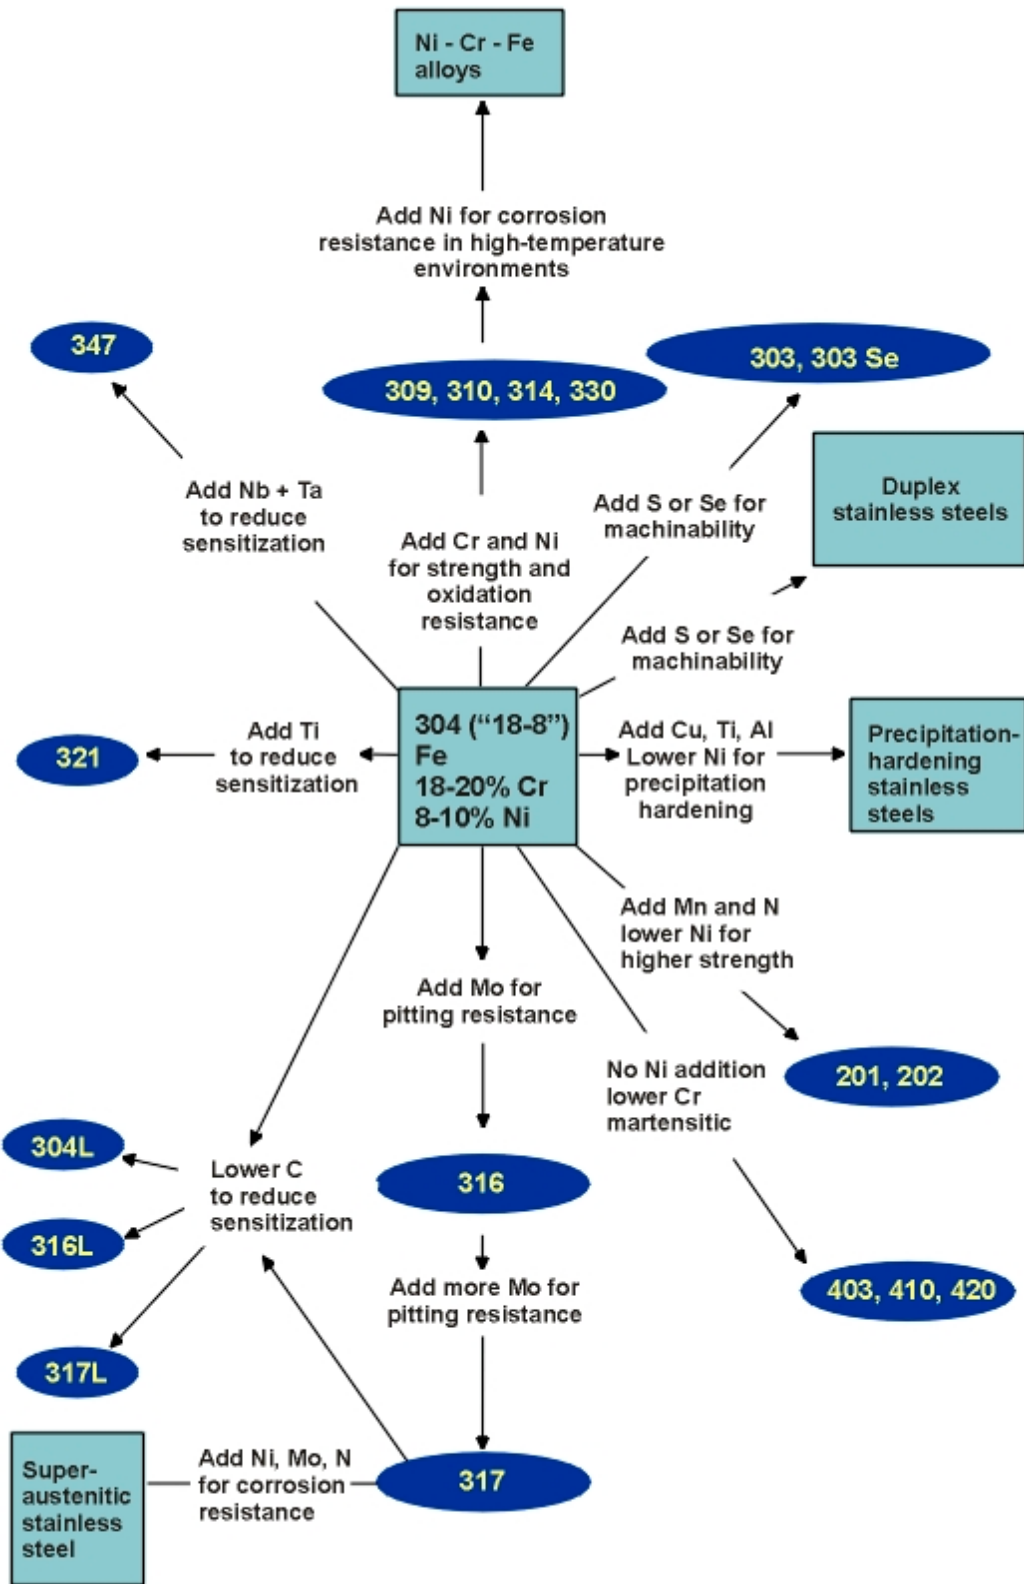 Ni - Cr - Fe
alloys
Add Ni for corrosion
resistance in high-temperature
environments
347
309, 310, 314, 330
303, 303 Se
Add Nb + Ta
to reduce
sensitization
Add Cr and Ni
for strength and
oxidation
resistance
Add S or Se for
machinability
Duplex
stainless steels
Add S or Se for
machinability
321
Add Ti
to reduce
sensitization
304 (“18-8”)
Fe
18-20% Cr
8-10% Ni
Add Cu, Ti, Al
Lower Ni for
precipitation
hardening
Precipitation-
hardening
stainless
steels
Add Mn and N
lower Ni for
higher strength
201, 202
Add Mo for
pitting resistance
No Ni addition
lower Cr
martensitic
403, 410, 420
304L
316L
317L
Lower C
to reduce
sensitization
316
Add more Mo for
pitting resistance
317
Add Ni, Mo, N
for corrosion
resistance
Super-
austenitic
stainless
steel